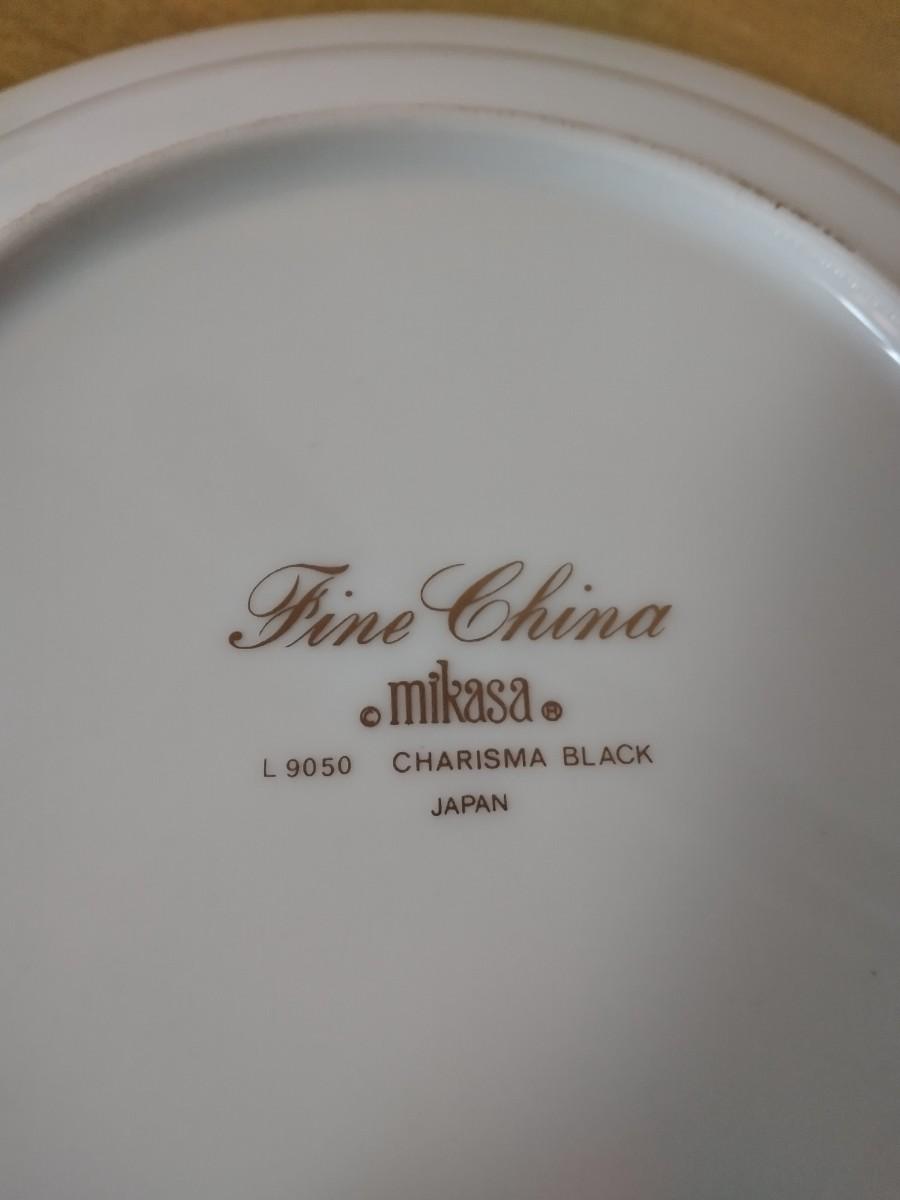 Fine China
© mikasa ®
L 9050 CHARISMA BLACK
JAPAN